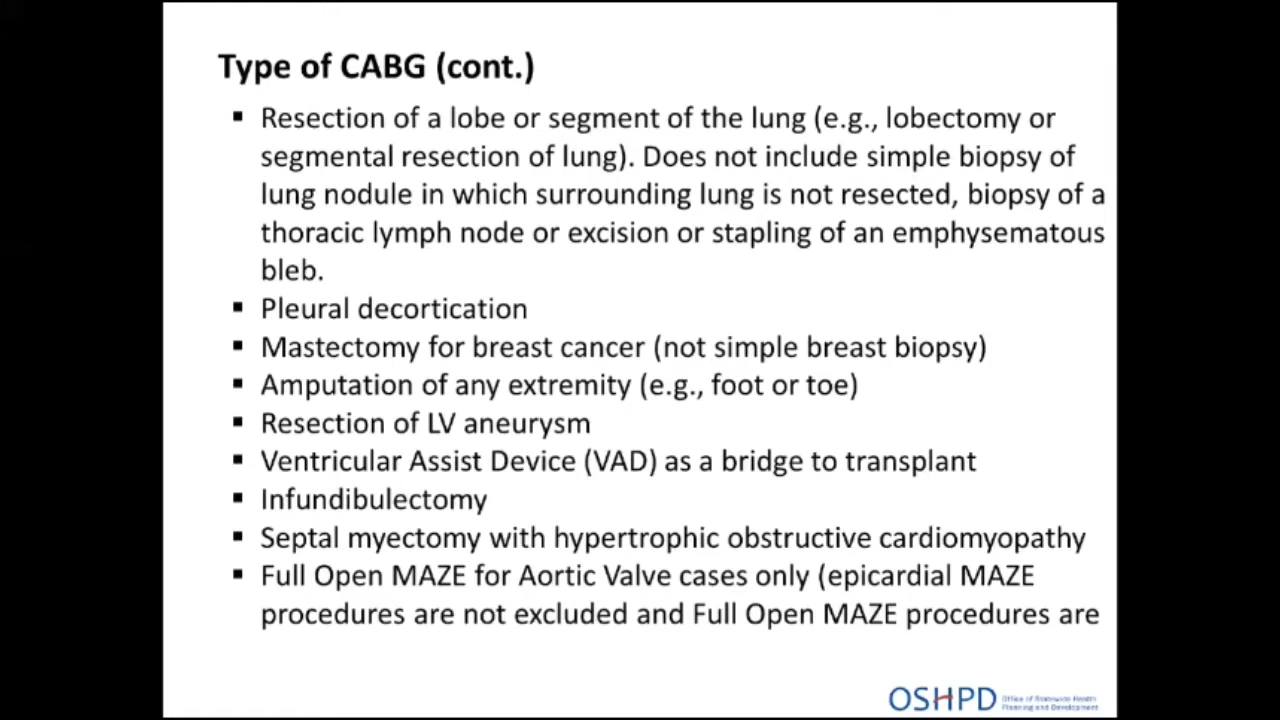 Type of CABG (cont.)
▪ Resection of a lobe or segment of the lung (e.g., lobectomy or
segmental resection of lung). Does not include simple biopsy of
lung nodule in which surrounding lung is not resected, biopsy of a
thoracic lymph node or excision or stapling of an emphysematous
bleb.
▪ Pleural decortication
▪ Mastectomy for breast cancer (not simple breast biopsy)
▪ Amputation of any extremity (e.g., foot or toe)
▪ Resection of LV aneurysm
▪ Ventricular Assist Device (VAD) as a bridge to transplant
▪ Infundibulectomy
▪ Septal myectomy with hypertrophic obstructive cardiomyopathy
▪ Full Open MAZE for Aortic Valve cases only (epicardial MAZE
procedures are not excluded and Full Open MAZE procedures are
OSHPD
Office of Statewide Health
Planning and Development